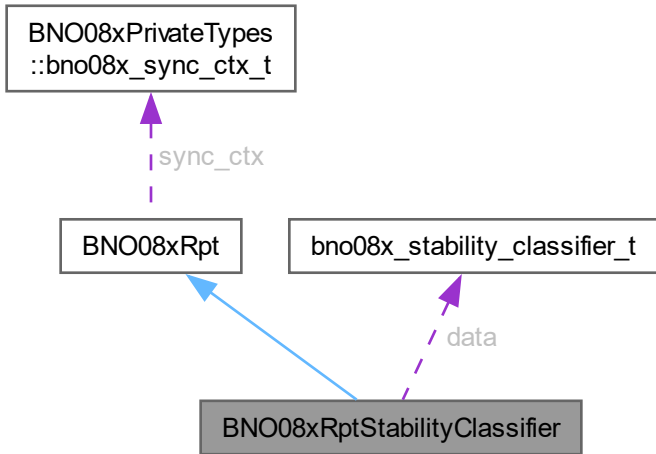 BNO08xPrivateTypes
::bno08x_sync_ctx_t
sync_ctx
BNO08xRpt
bno08x_stability_classifier_t
data
BNO08xRptStabilityClassifier